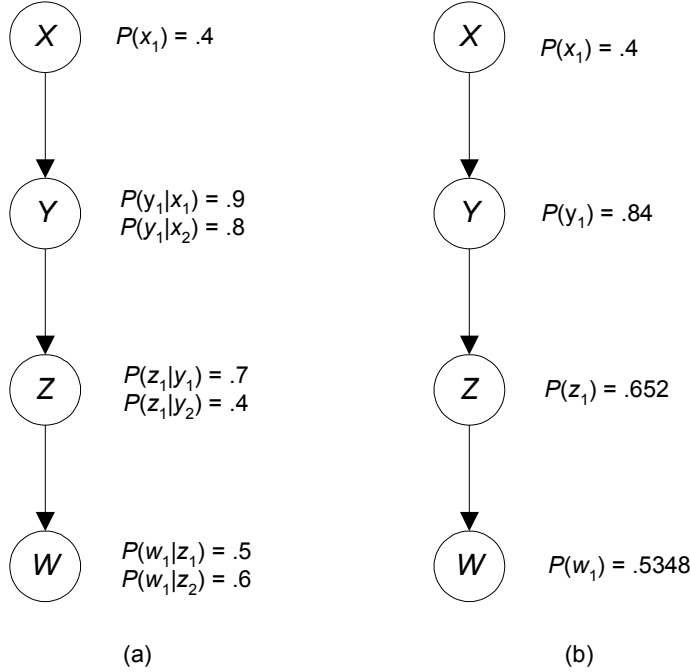 X
P(x₁) = .4
X
P(x₁) = .4
Y
P(y₁|x₁) = .9
P(y₁|x₂) = .8
Y
P(y₁) = .84
Z
P(z₁|y₁) = .7
P(z₁|y₂) = .4
Z
P(z₁) = .652
W
P(w₁|z₁) = .5
P(w₁|z₂) = .6
W
P(w₁) = .5348
(a)
(b)